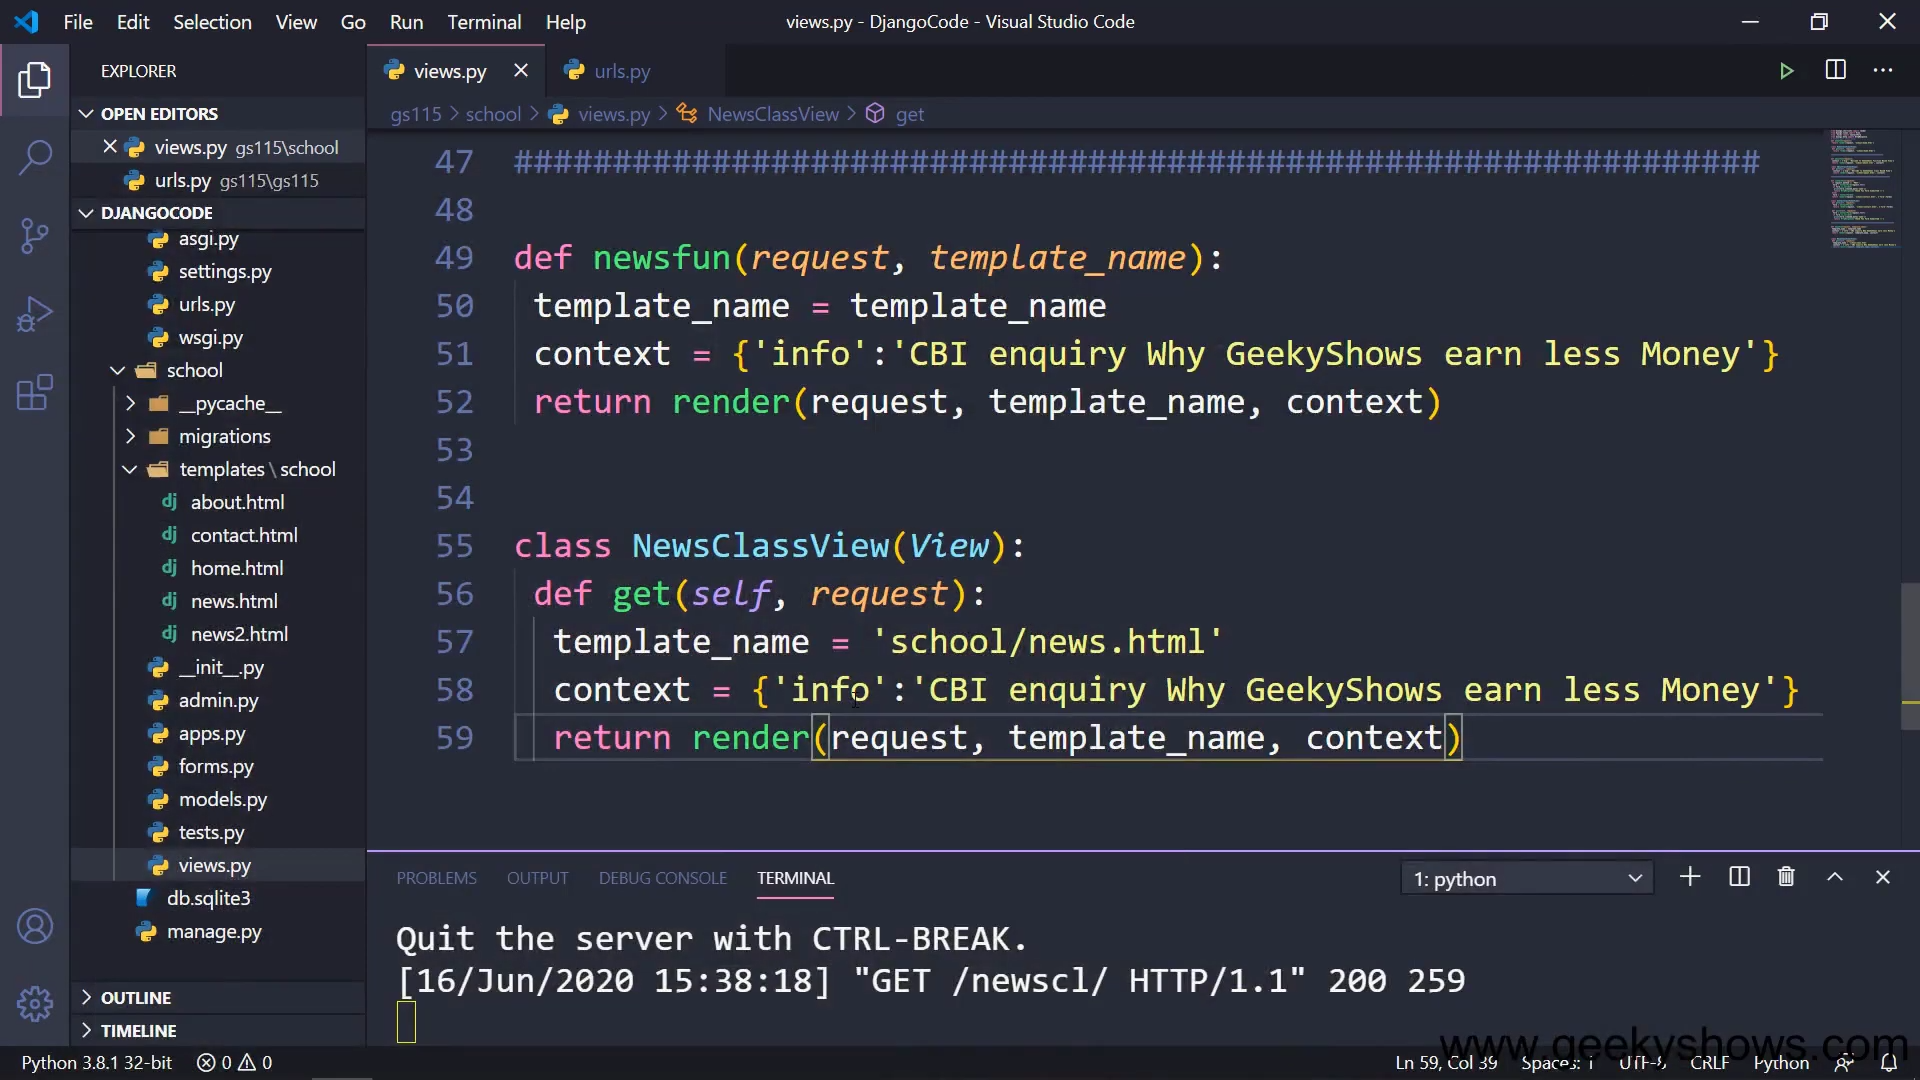 File Edit Selection View Go Run Terminal Help
views.py - DjangoCode - Visual Studio Code
EXPLORER
OPEN EDITORS
views.py gs115\school
urls.py gs115\gs115
DJANGOCODE
asgi.py
settings.py
urls.py
wsgi.py
school
__pycache__
migrations
templates\school
about.html
contact.html
home.html
news.html
news2.html
__init__.py
admin.py
apps.py
forms.py
models.py
tests.py
views.py
db.sqlite3
manage.py
OUTLINE
TIMELINE
views.py urls.py
gs115 > school > views.py > NewsClassView > get
47 ###############################################################
48
49 def newsfun(request, template_name):
50 template_name = template_name
51 context = {'info':'CBI enquiry Why GeekyShows earn less Money'}
52 return render(request, template_name, context)
53
54
55 class NewsClassView(View):
56 def get(self, request):
57 template_name = 'school/news.html'
58 context = {'info':'CBI enquiry Why GeekyShows earn less Money'}
59 return render(request, template_name, context)
PROBLEMS OUTPUT DEBUG CONSOLE TERMINAL
1: python
Quit the server with CTRL-BREAK.
[16/Jun/2020 15:38:18] "GET /newscl/ HTTP/1.1" 200 259
www.geekyshows.com
Python 3.8.1 32-bit 0 0 Ln 59, Col 39 Spaces: 1 UTF-8 CRLF Python